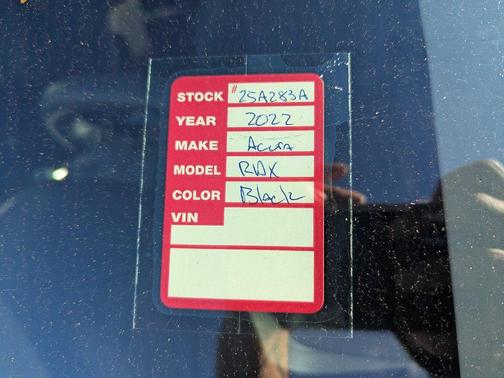 STOCK #25A283A
YEAR 2022
MAKE Acura
MODEL RDX
COLOR Black
VIN